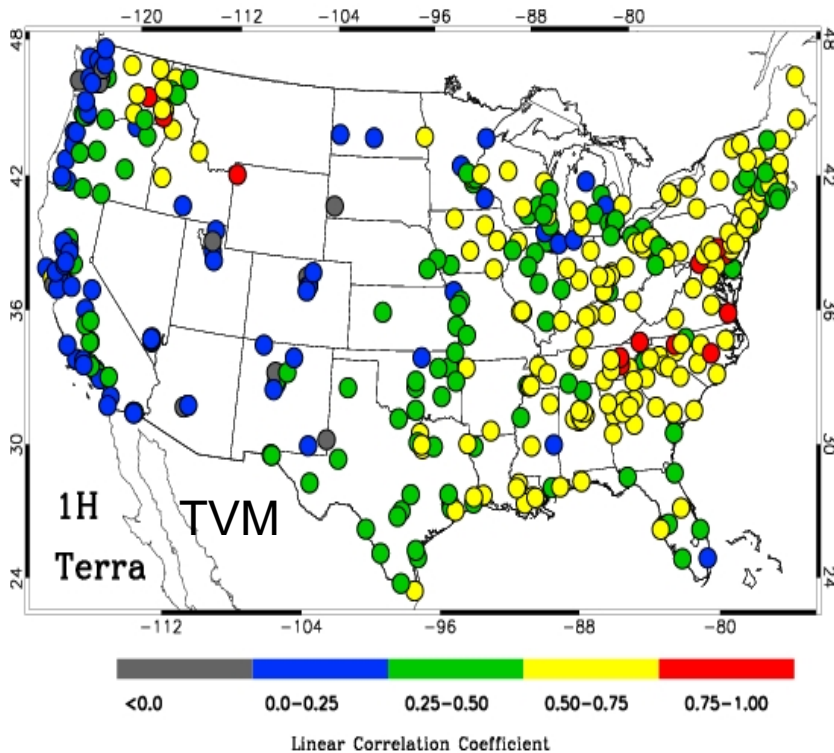 -120 -112 -104 -96 -88 -80
48 48
42 42
36 36
30 30
24 24
1H TVM
Terra
-112 -104 -96 -88 -80
<0.0 0.0-0.25 0.25-0.50 0.50-0.75 0.75-1.00
Linear Correlation Coefficient